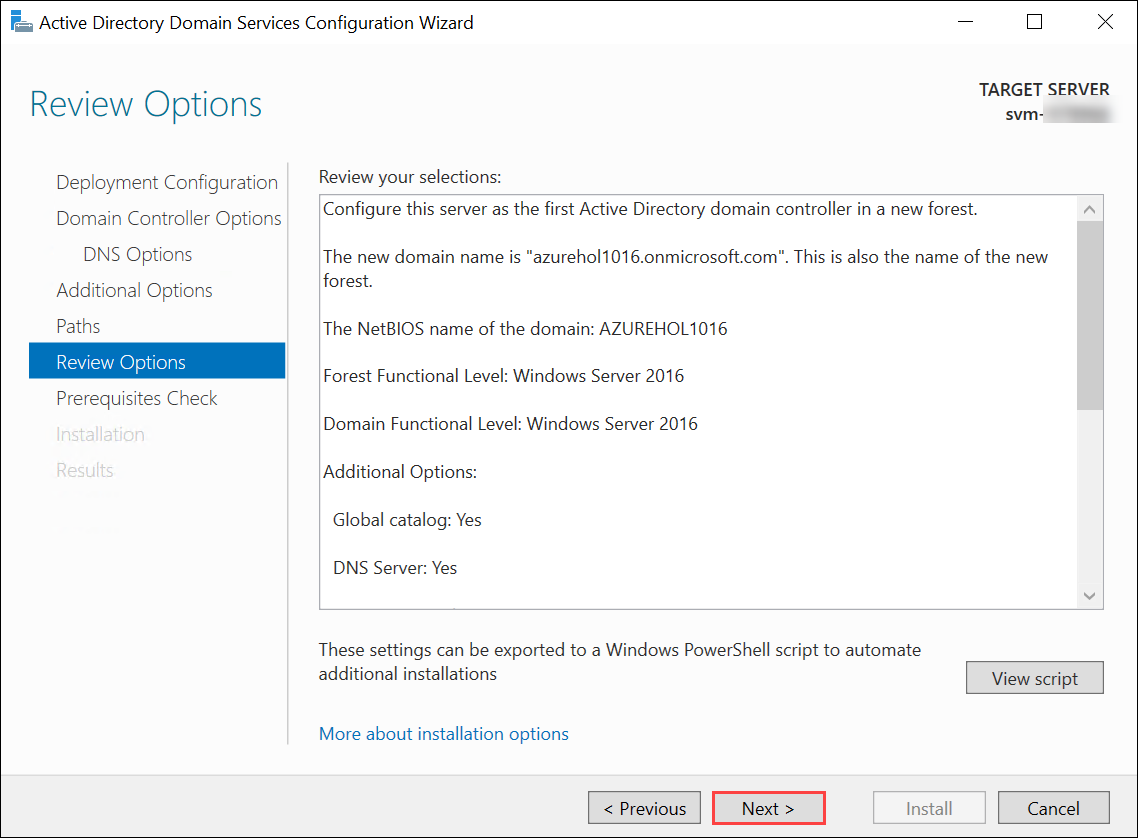 Active Directory Domain Services Configuration Wizard
Review Options
TARGET SERVER
svm-
Deployment Configuration
Domain Controller Options
DNS Options
Additional Options
Paths
Review Options
Prerequisites Check
Installation
Results
Review your selections:
Configure this server as the first Active Directory domain controller in a new forest.
The new domain name is "azurehol1016.onmicrosoft.com". This is also the name of the new
forest.
The NetBIOS name of the domain: AZUREHOL1016
Forest Functional Level: Windows Server 2016
Domain Functional Level: Windows Server 2016
Additional Options:
Global catalog: Yes
DNS Server: Yes
These settings can be exported to a Windows PowerShell script to automate
additional installations
View script
More about installation options
< Previous
Next >
Install
Cancel